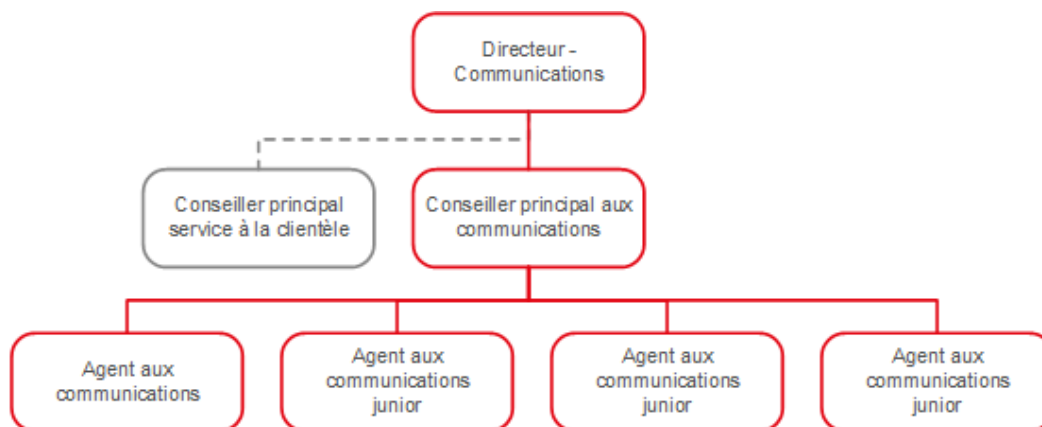 Directeur -
Communications
Conseiller principal
service à la clientèle
Conseiller principal aux
communications
Agent aux
communications
Agent aux
communications
junior
Agent aux
communications
junior
Agent aux
communications
junior